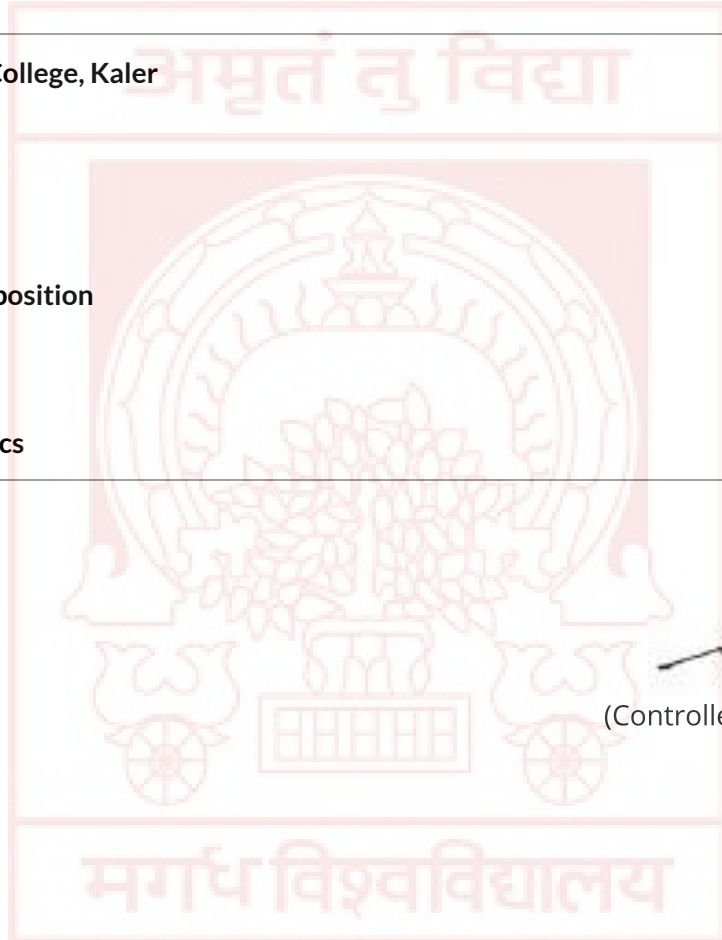 अमृतं तु विद्या
College, Kaler
position
cs
(Controlle
मगध विश्वविद्यालय